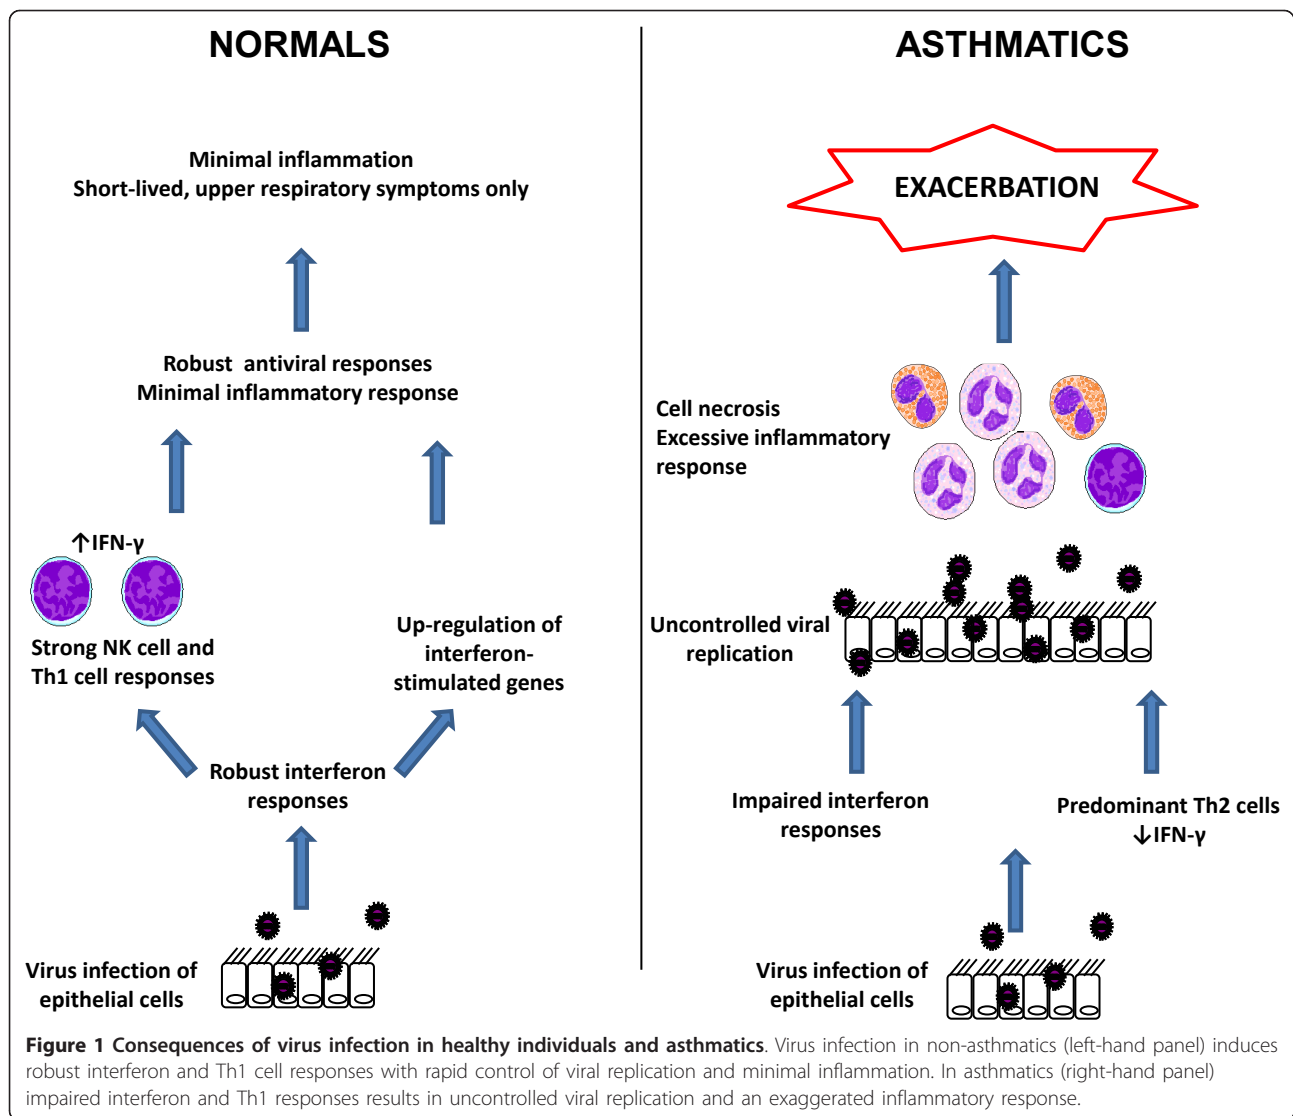 NORMALS
Minimal inflammation
Short-lived, upper respiratory symptoms only
Robust antiviral responses
Minimal inflammatory response
↑IFN-γ
Strong NK cell and
Th1 cell responses
Up-regulation of
interferon-
stimulated genes
Robust interferon
responses
Virus infection of
epithelial cells
ASTHMATICS
EXACERBATION
Cell necrosis
Excessive inflammatory
response
Uncontrolled viral
replication
Impaired interferon
responses
Predominant Th2 cells
↓IFN-γ
Virus infection of
epithelial cells
Figure 1 Consequences of virus infection in healthy individuals and asthmatics. Virus infection in non-asthmatics (left-hand panel) induces
robust interferon and Th1 cell responses with rapid control of viral replication and minimal inflammation. In asthmatics (right-hand panel)
impaired interferon and Th1 responses results in uncontrolled viral replication and an exaggerated inflammatory response.